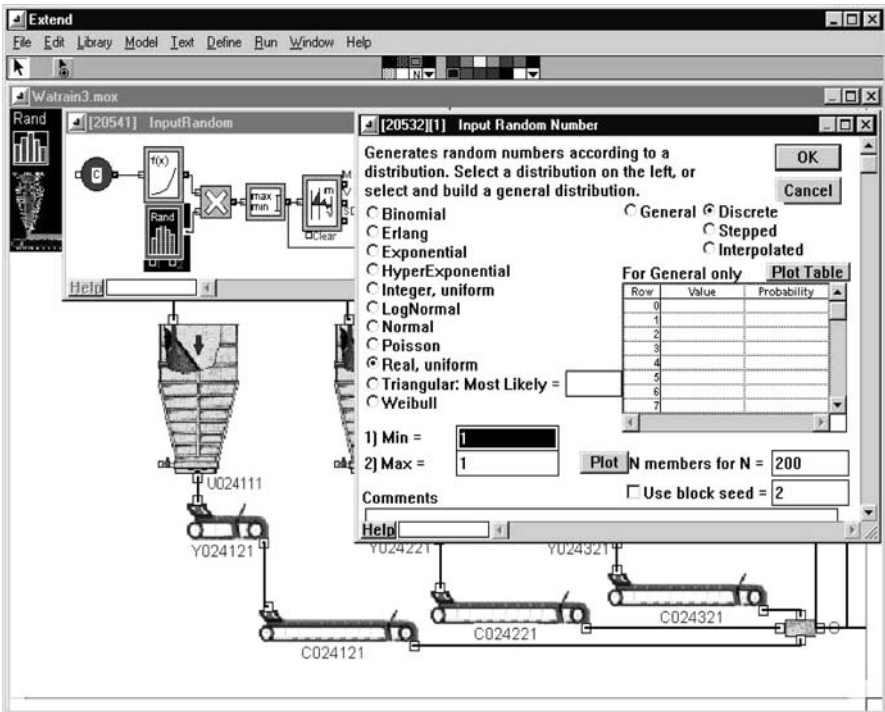 Extend
File Edit Library Model Text Define Run Window Help
N
Watrain3.mox
Rand
[20541] InputRandom
C
f(x)
Rand
max
min
m
M
V
SD
Clear
Help
[20532][1] Input Random Number
Generates random numbers according to a
distribution. Select a distribution on the left, or
select and build a general distribution.
OK
Cancel
Binomial
Erlang
Exponential
HyperExponential
Integer, uniform
LogNormal
Normal
Poisson
Real, uniform
Triangular: Most Likely =
Weibull
General Discrete
Stepped
Interpolated
For General only Plot Table
Row Value Probability
0
1
2
3
4
5
6
7
1) Min = 1
2) Max = 1
Plot N members for N = 200
Use block seed = 2
Comments
Help
U024111
Y024121
Y024221
Y024321
C024121
C024221
C024321